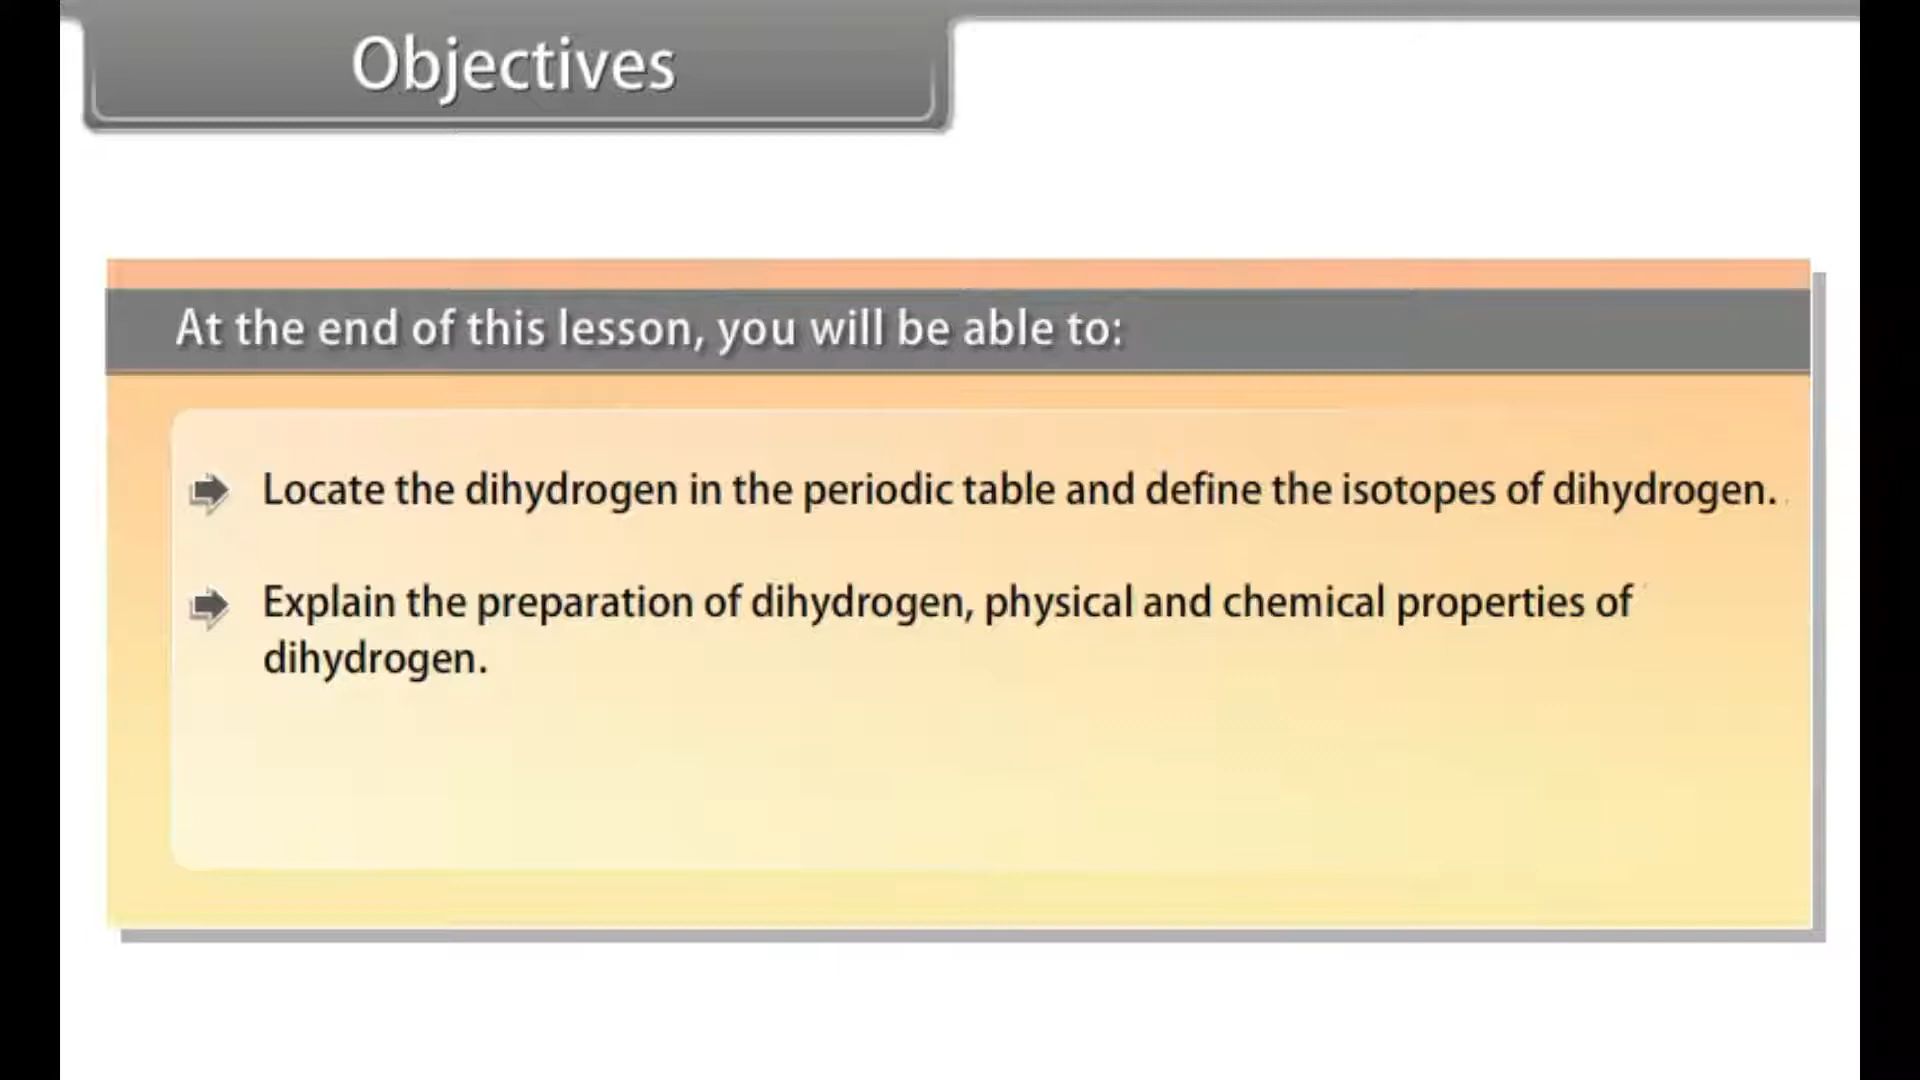 Objectives
At the end of this lesson, you will be able to:
Locate the dihydrogen in the periodic table and define the isotopes of dihydrogen.
Explain the preparation of dihydrogen, physical and chemical properties of
dihydrogen.